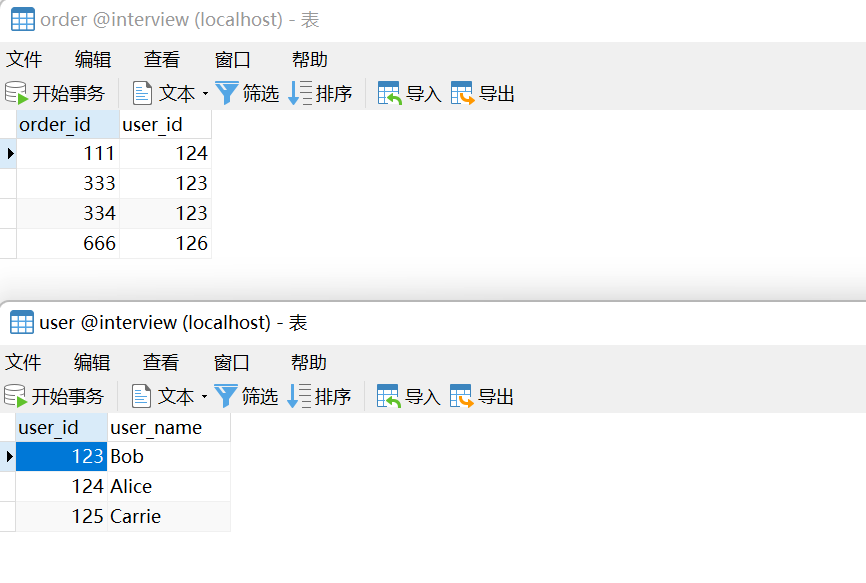 order @interview (localhost) - 表
文件 编辑 查看 窗口 帮助
开始事务 文本 筛选 排序 导入 导出
order_id user_id
111 124
333 123
334 123
666 126
user @interview (localhost) - 表
文件 编辑 查看 窗口 帮助
开始事务 文本 筛选 排序 导入 导出
user_id user_name
123 Bob
124 Alice
125 Carrie